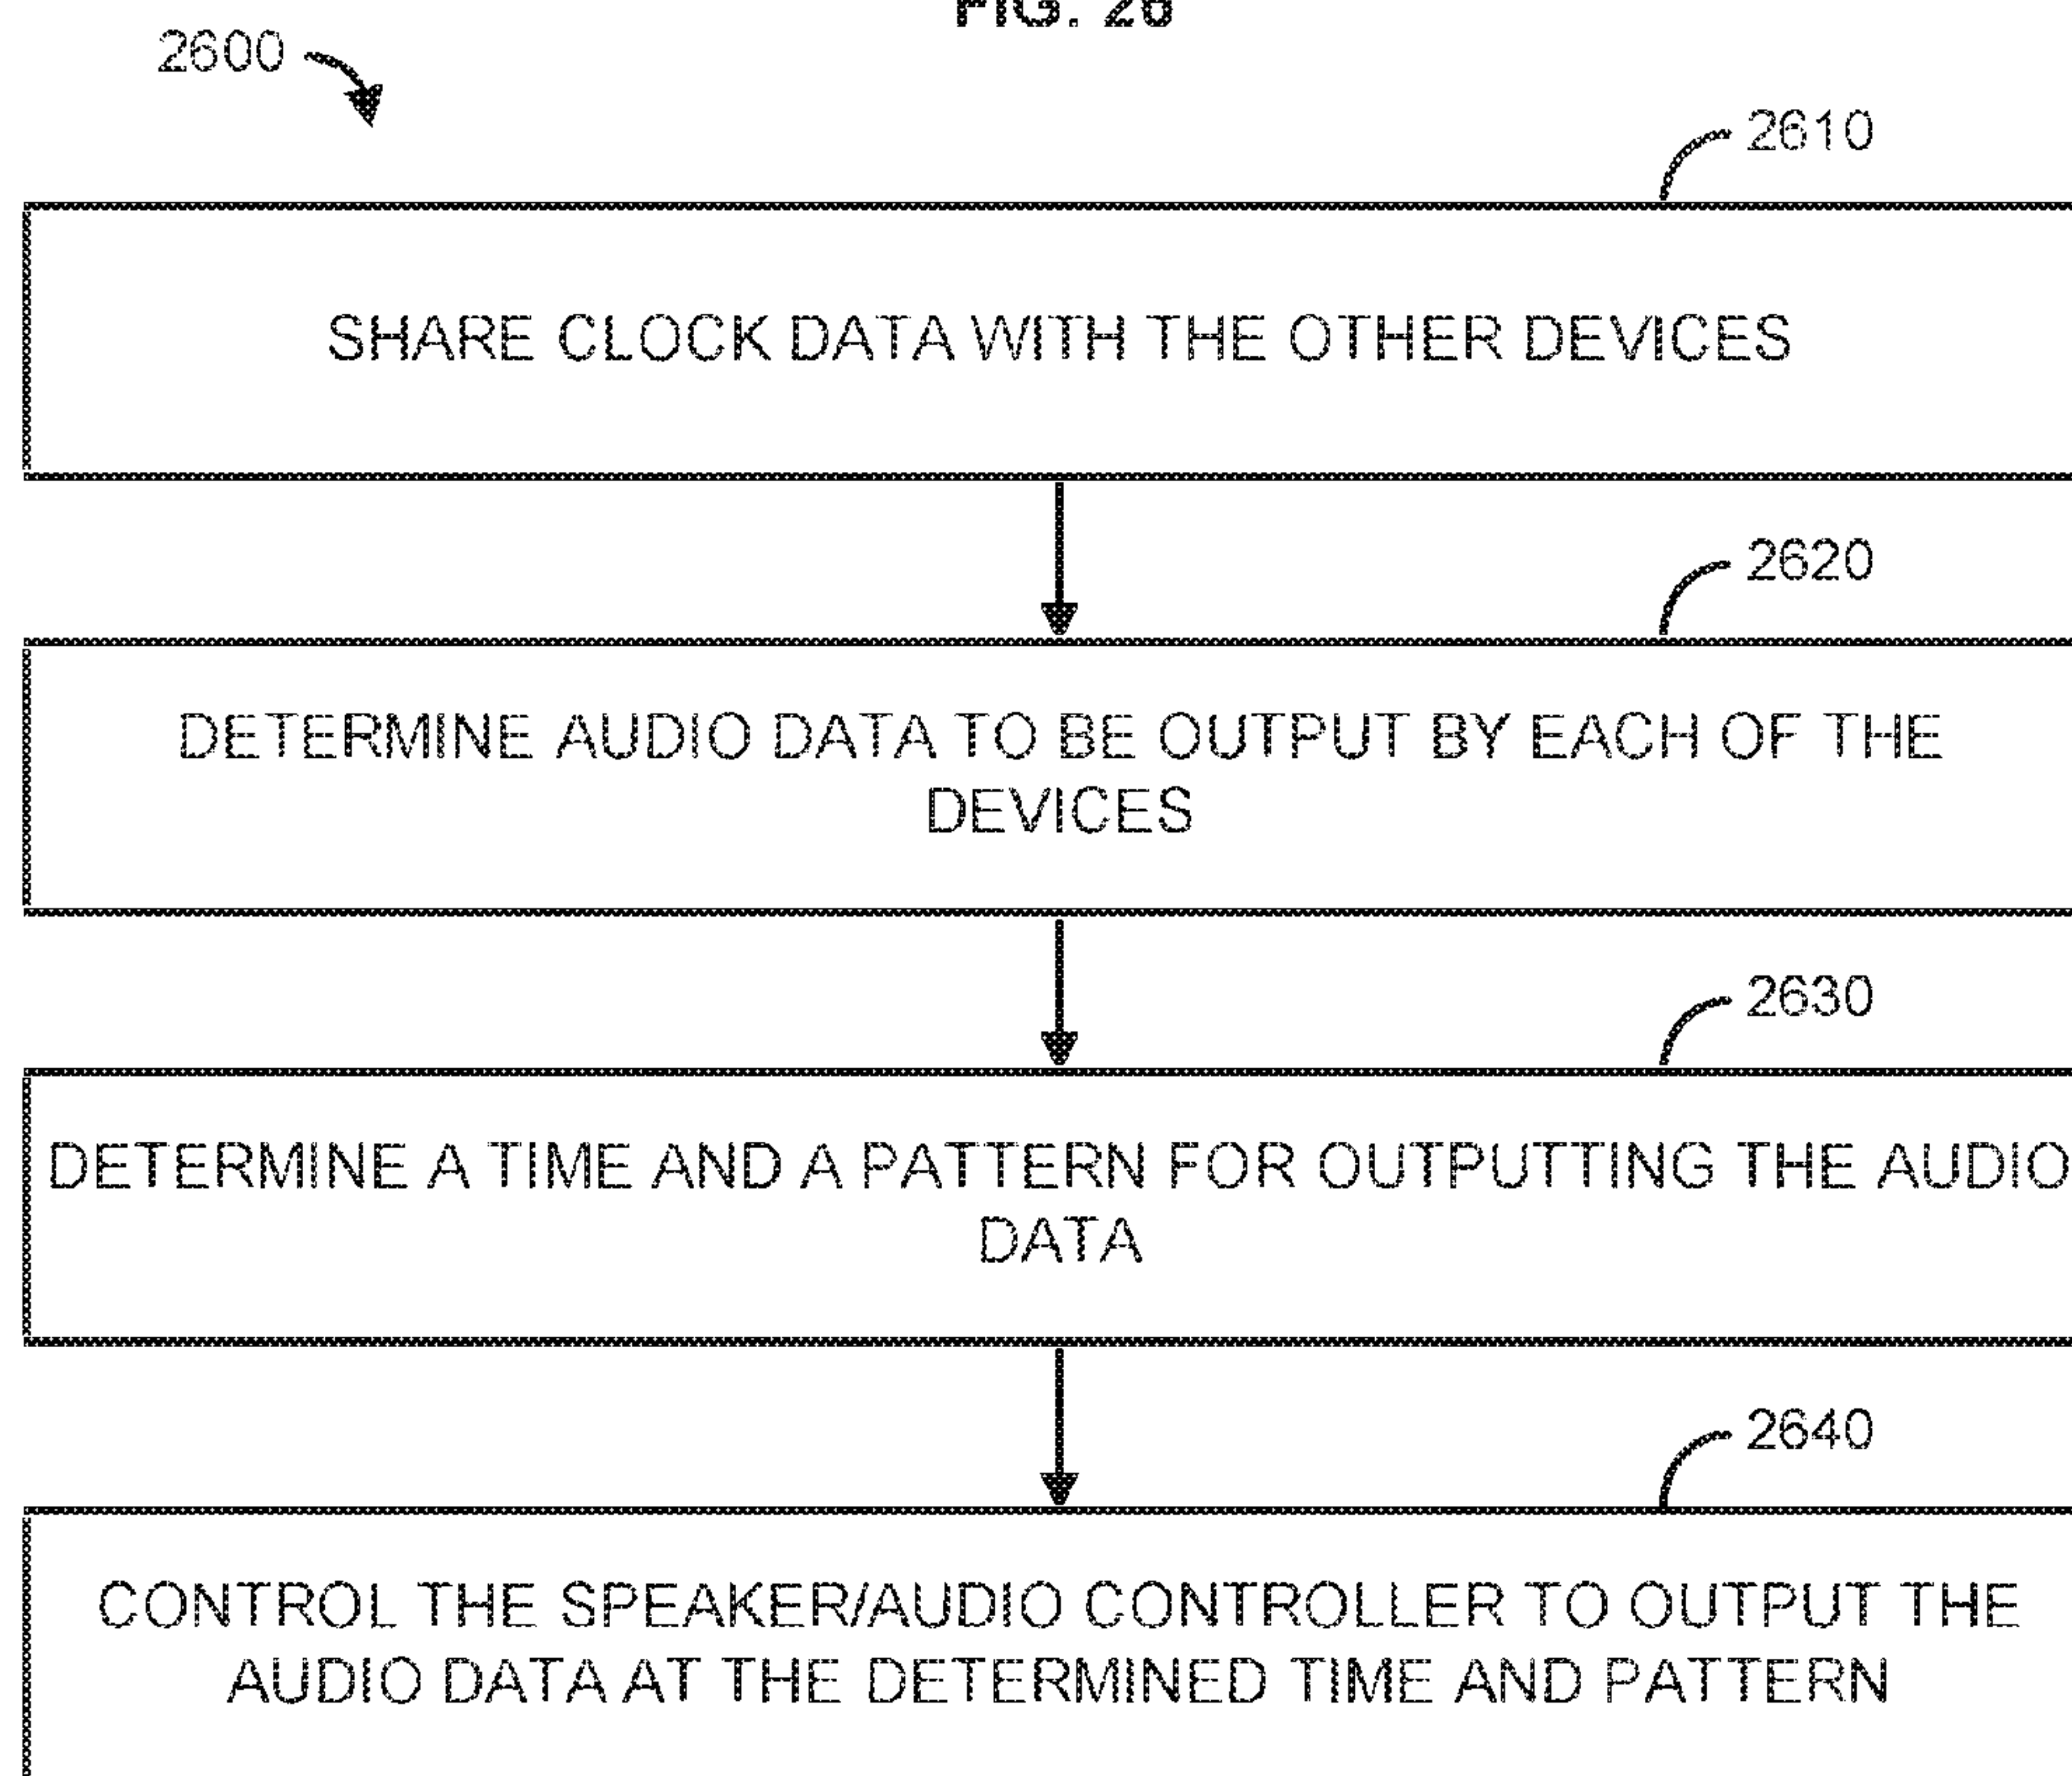 FIG. 26
2600
2610
SHARE CLOCK DATA WITH THE OTHER DEVICES
2620
DETERMINE AUDIO DATA TO BE OUTPUT BY EACH OF THE
DEVICES
2630
DETERMINE A TIME AND A PATTERN FOR OUTPUTTING THE AUDIO
DATA
2640
CONTROL THE SPEAKER/AUDIO CONTROLLER TO OUTPUT THE
AUDIO DATA AT THE DETERMINED TIME AND PATTERN